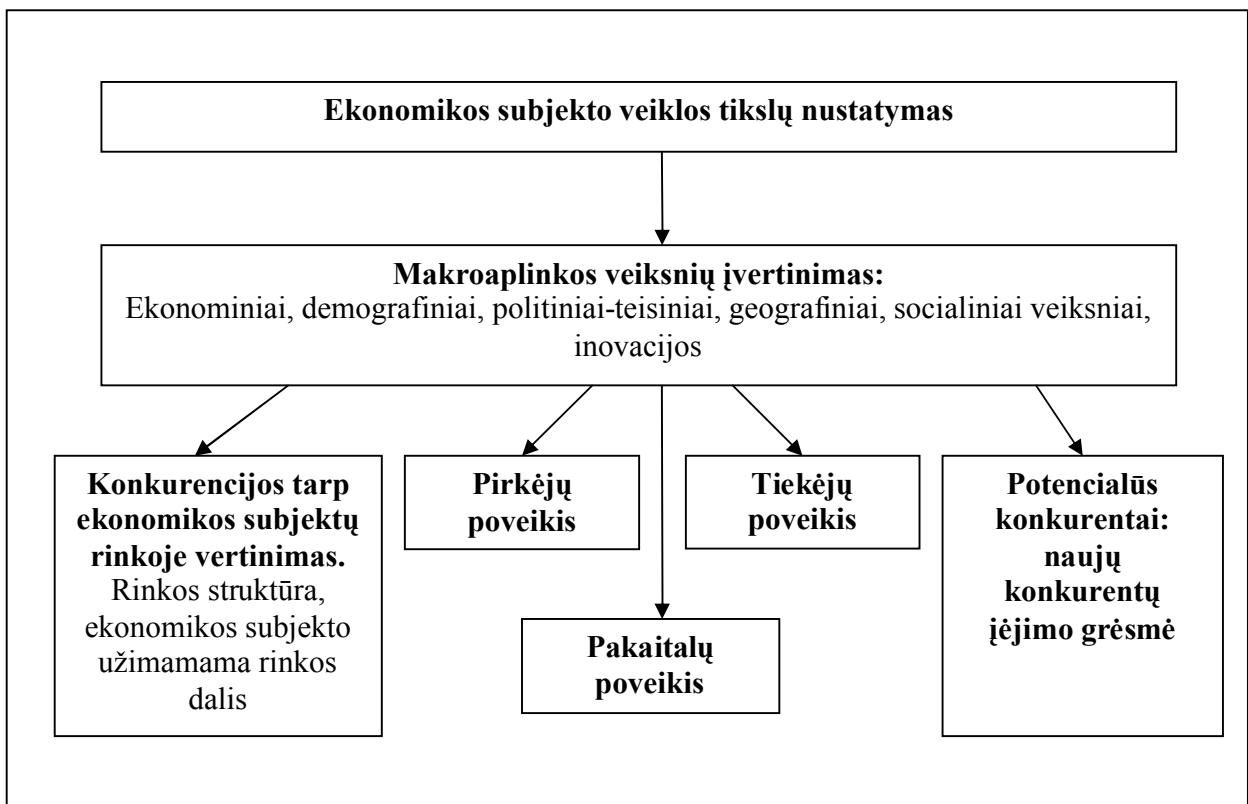 Ekonomikos subjekto veiklos tikslų nustatymas
Makroaplinkos veiksnių įvertinimas:
Ekonominiai, demografiniai, politiniai-teisiniai, geografiniai, socialiniai veiksniai,
inovacijos
Konkurencijos tarp
ekonomikos subjektų
rinkoje vertinimas.
Rinkos struktūra,
ekonomikos subjekto
užimamama rinkos
dalis
Pirkėjų
poveikis
Pakaitalų
poveikis
Tiekėjų
poveikis
Potencialūs
konkurentai:
naujų
konkurentų
įėjimo grėsmė